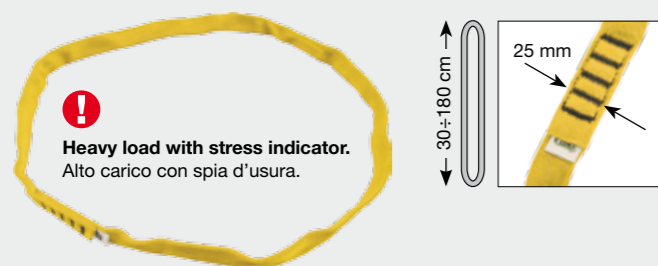 Heavy load with stress indicator.
Alto carico con spia d'usura.
30÷180 cm
25 mm